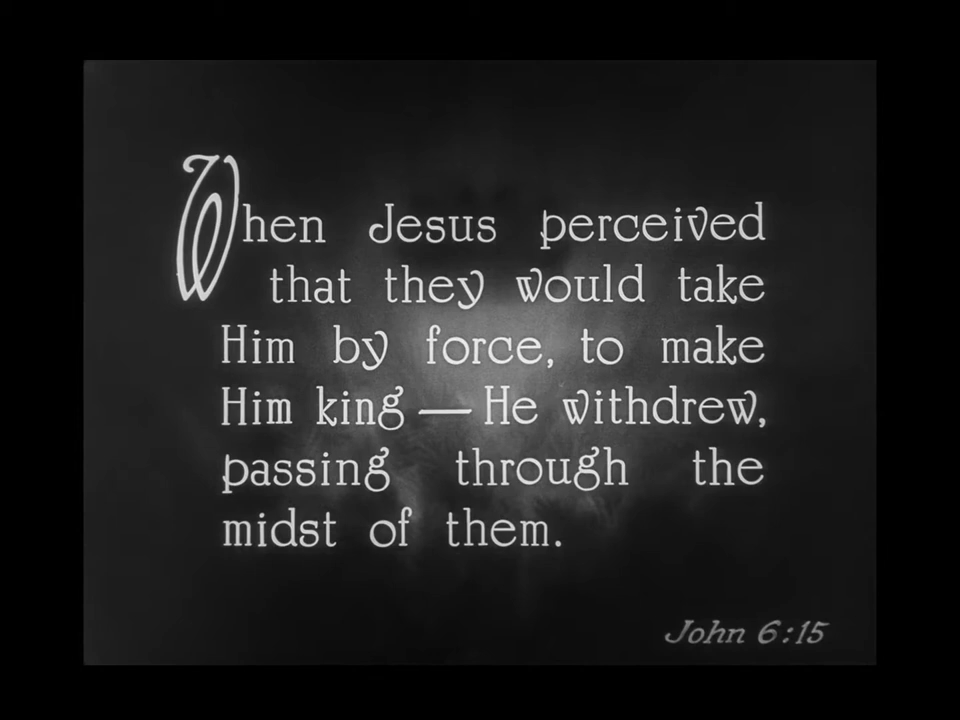 When Jesus perceived
that they would take
Him by force, to make
Him king — He withdrew,
passing through the
midst of them.
John 6:15